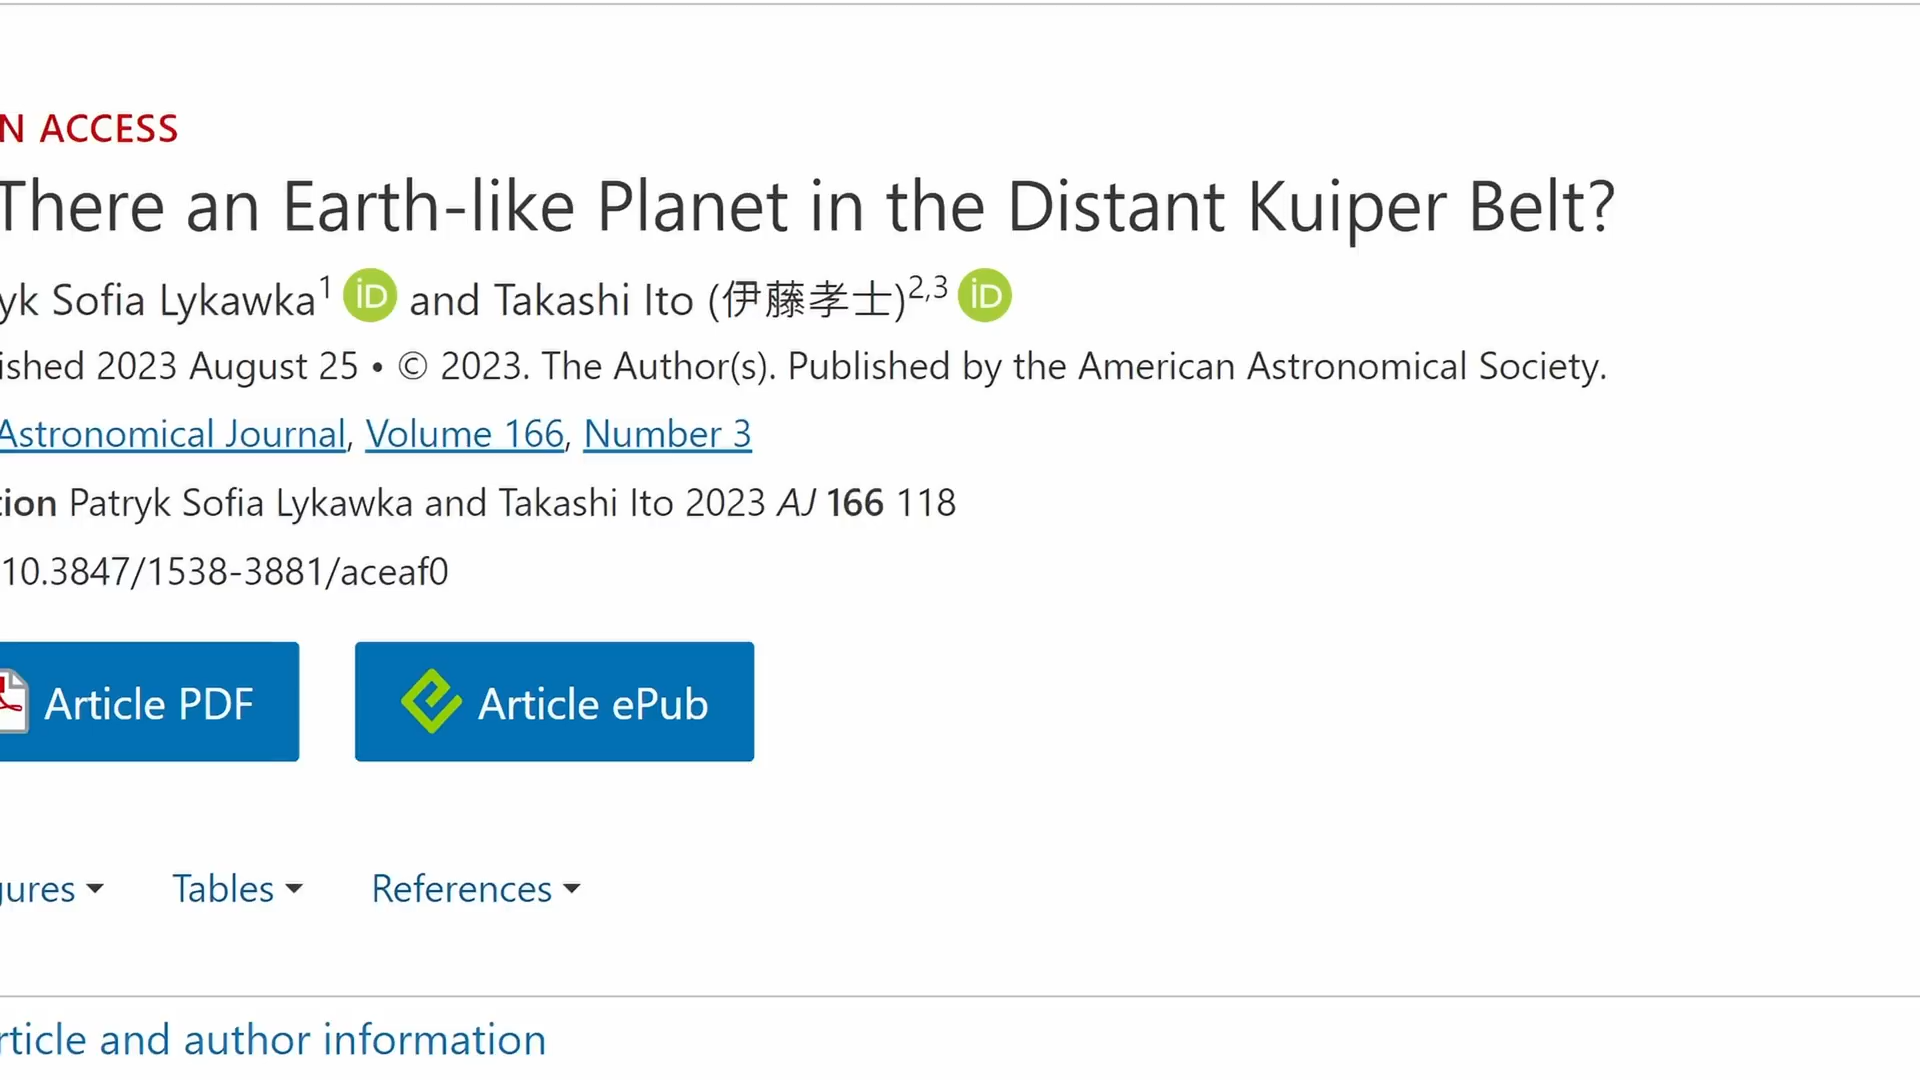 N ACCESS
There an Earth-like Planet in the Distant Kuiper Belt?
yk Sofia Lykawka1 iD and Takashi Ito (伊藤孝士)2,3 iD
ished 2023 August 25 • © 2023. The Author(s). Published by the American Astronomical Society.
Astronomical Journal, Volume 166, Number 3
tion Patryk Sofia Lykawka and Takashi Ito 2023 AJ 166 118
10.3847/1538-3881/aceaf0
Article PDF
Article ePub
gures Tables References
rticle and author information